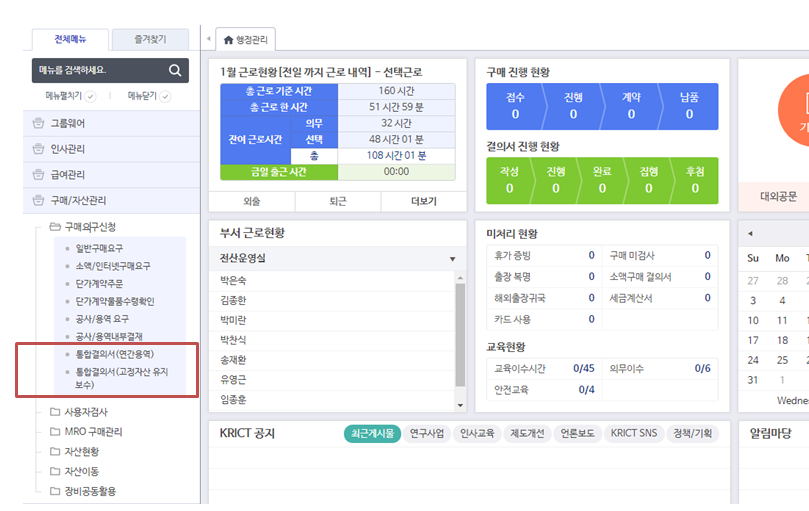 전체메뉴
즐겨찾기
행정관리
메뉴를 검색하세요.
메뉴펼치기
메뉴닫기
그룹웨어
인사관리
급여관리
구매/자산관리
구매의구신청
일반구매요구
소액/인터넷구매요구
단가계약주문
단가계약물품수령확인
공사/용역 요구
공사/용역내부결재
통합결의서(연간용역)
통합결의서(고정자산 유지
보수)
사용자검사
MRO 구매관리
자산현황
자산이동
장비공동활용
1월 근로현황[전일 까지 근로 내역] - 선택근로
총 근로 기준 시간 160 시간
총 근로 한 시간 51 시간 59 분
잔여 근로시간 의무 32 시간
선택 48 시간 01 분
총 108 시간 01 분
금일 출근 시간 00:00
외출 퇴근 더보기
부서 근로현황
전산운영실
박은숙
김종한
박미란
박찬식
송재환
유영근
임종훈
구매 진행 현황
접수 진행 계약 납품
0 0 0 0
결의서 진행 현황
작성 진행 완료 집행 후첨
0 0 0 0 0
미처리 현황
휴가 증빙 0 구매 미검사 0
출장 복명 0 소액구매 결의서 0
해외출장귀국 0 세금계산서 0
카드 사용 0
교육현황
교육이수시간 0/45 의무이수 0/6
안전교육 0/4
KRICT 공지
최근게시물 연구사업 인사교육 제도개선 언론보도 KRICT SNS 정책/기획
대외공문
Su Mo
27 28
3 4
10 11
17 18
24 25
31 1
Wedne
알림마당